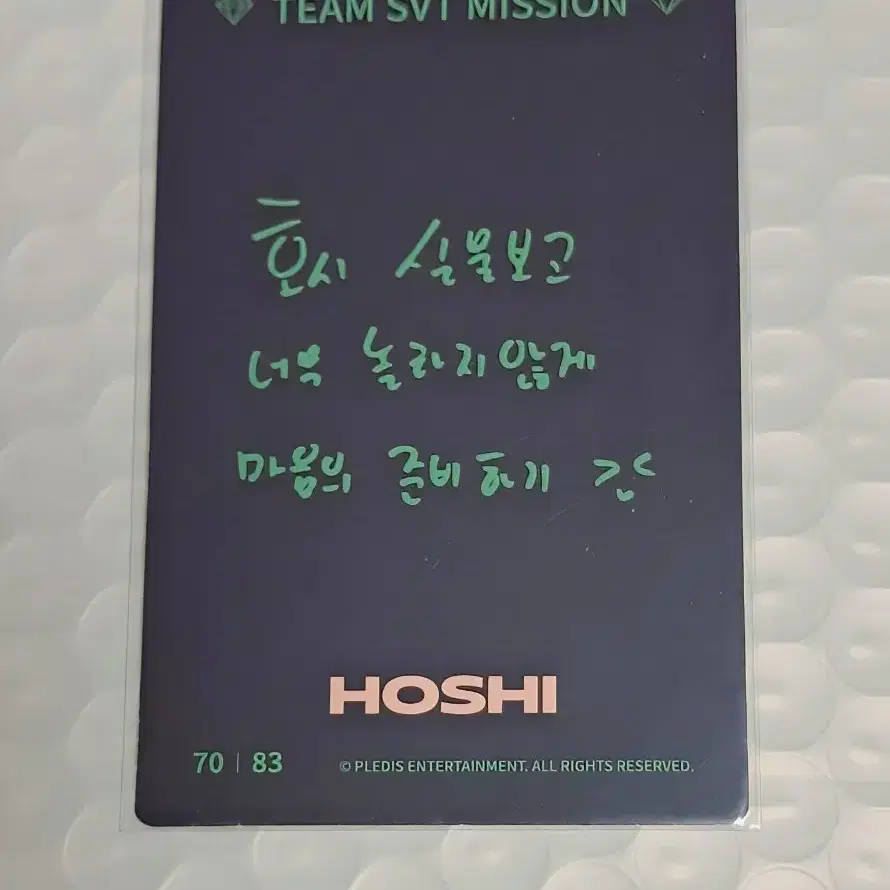 TEAM SVT MISSION
호시 실물보고
너무 놀라지않게
마음의 준비하기
HOSHI
70 | 83
© PLEDIS ENTERTAINMENT. ALL RIGHTS RESERVED.